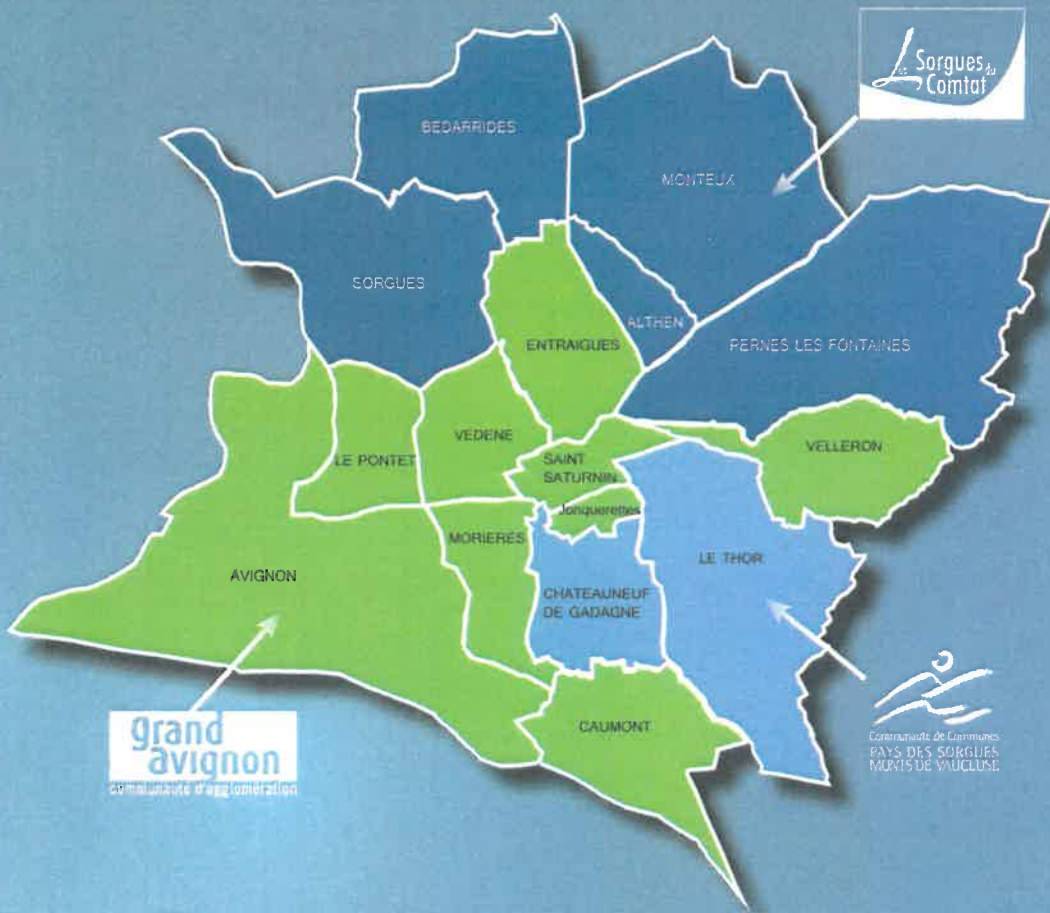 Les Sorgues du
Comtat
BEDARRIDES
MONTEUX
SORGUES
ALTHEN
ENTRAIGUES
PERNES LES FONTAINES
VEDENE
VELLERON
LE PONTET
SAINT
SATURNIN
Jonquerettes
MORIERES
LE THOR
AVIGNON
CHATEAUNEUF
DE GADAGNE
CAUMONT
grand
avignon
communauté d'agglomération
Communauté de Communes
PAYS DES SORGUES
MONTS DE VAUCLUSE